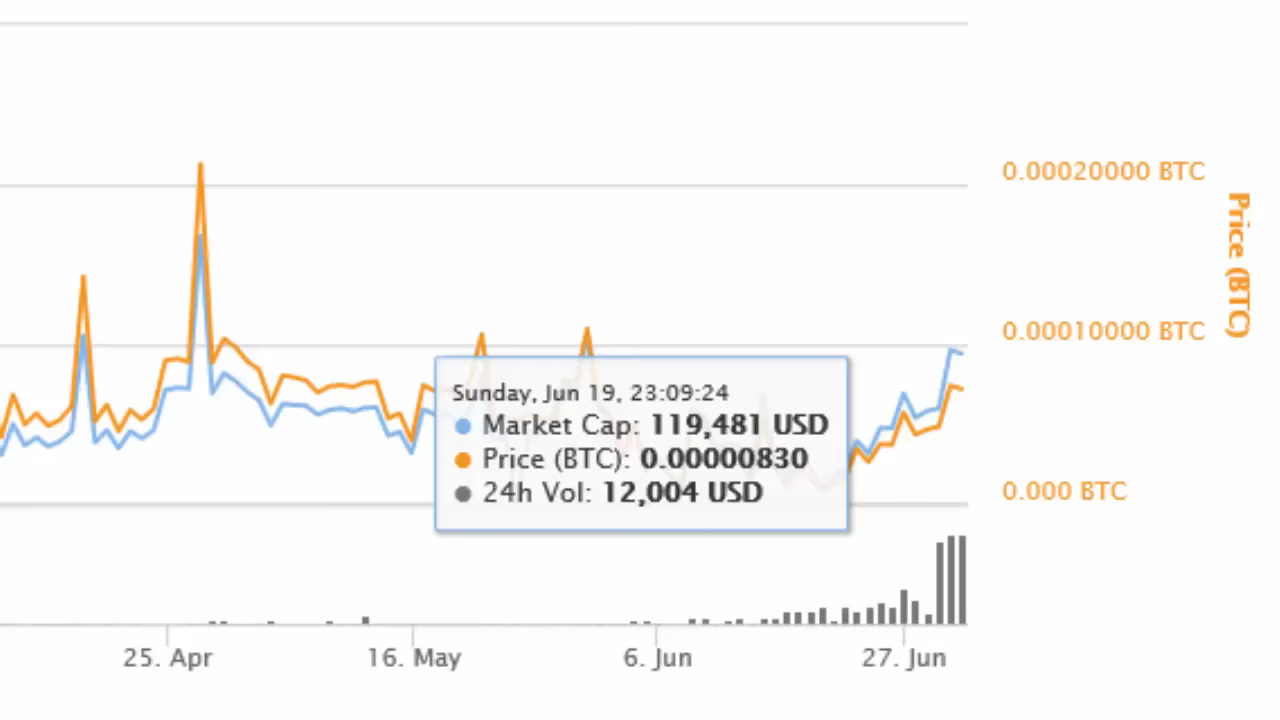 0.00020000 BTC
Price (BTC)
0.00010000 BTC
Sunday, Jun 19, 23:09:24
Market Cap: 119,481 USD
Price (BTC): 0.00000830
24h Vol: 12,004 USD
0.000 BTC
25. Apr
16. May
6. Jun
27. Jun